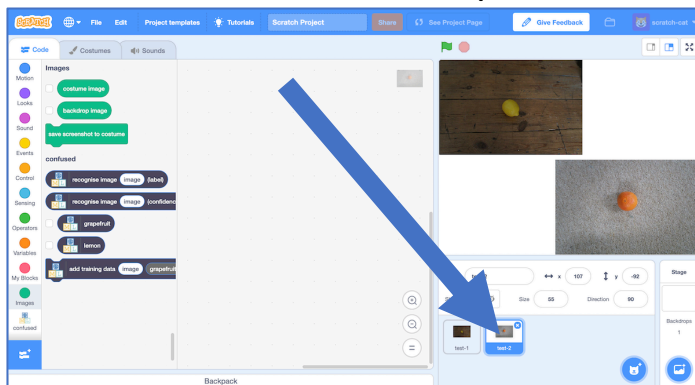 SCRATCH File Edit Project templates Tutorials Scratch Project Share See Project Page Give Feedback scratch-cat
Code Costumes Sounds
Motion
Looks
Sound
Events
Control
Sensing
Operators
Variables
My Blocks
Images
confused
Images
costume image
backdrop image
save screenshot to costume
confused
recognise image image (label)
recognise image image (confidenc
grapefruit
lemon
add training data image grapefruit
x 107 y -92
Size 55 Direction 90
test-1 test-2
Stage
Backdrops
1
Backpack